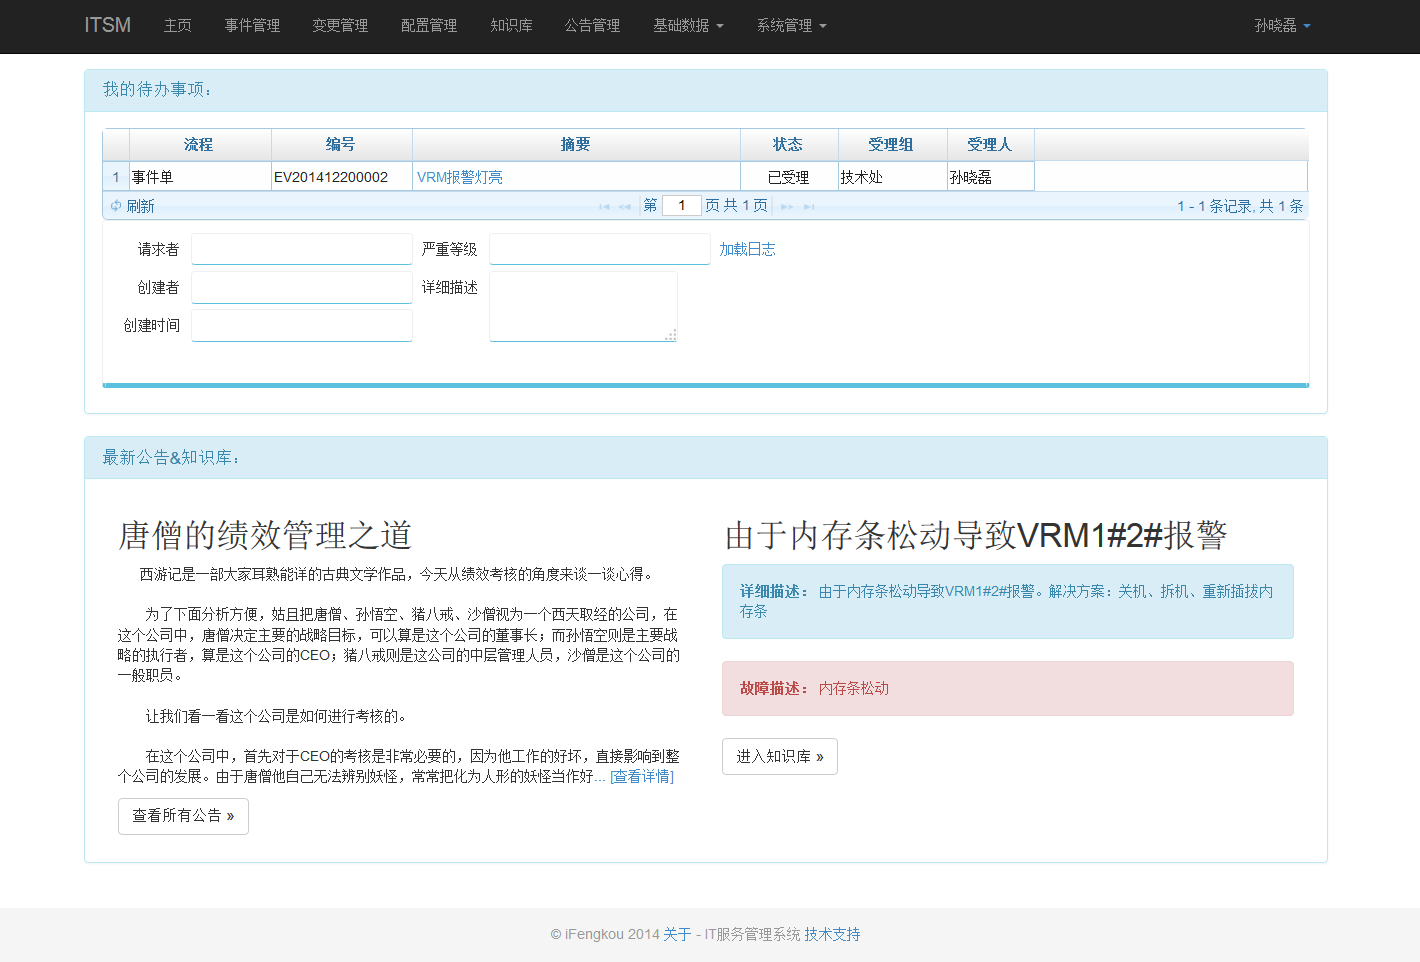 ITSM 主页 事件管理 变更管理 配置管理 知识库 公告管理 基础数据 系统管理 孙晓磊
我的待办事项：
流程 编号 摘要 状态 受理组 受理人
1 事件单 EV201412200002 VRM报警灯亮 已受理 技术处 孙晓磊
刷新 第 1 页 共 1 页 1 - 1 条记录, 共 1 条
请求者 严重等级 加载日志
创建者 详细描述
创建时间
最新公告&知识库：
唐僧的绩效管理之道
西游记是一部大家耳熟能详的古典文学作品，今天从绩效考核的角度来谈一谈心得。
为了下面分析方便，姑且把唐僧、孙悟空、猪八戒、沙僧视为一个西天取经的公司，在
这个公司中，唐僧决定主要的战略目标，可以算是这个公司的董事长；而孙悟空则是主要战
略的执行者，算是这个公司的CEO；猪八戒则是这公司的中层管理人员，沙僧是这个公司的
一般职员。
让我们看一看这个公司是如何进行考核的。
在这个公司中，首先对于CEO的考核是非常必要的，因为他工作的好坏，直接影响到整
个公司的发展。由于唐僧他自己无法辨别妖怪，常常把化为人形的妖怪当作好... [查看详情]
查看所有公告 »
由于内存条松动导致VRM1#2#报警
详细描述： 由于内存条松动导致VRM1#2#报警。解决方案：关机、拆机、重新插拔内
存条
故障描述： 内存条松动
进入知识库 »
© iFengkou 2014 关于 - IT服务管理系统 技术支持